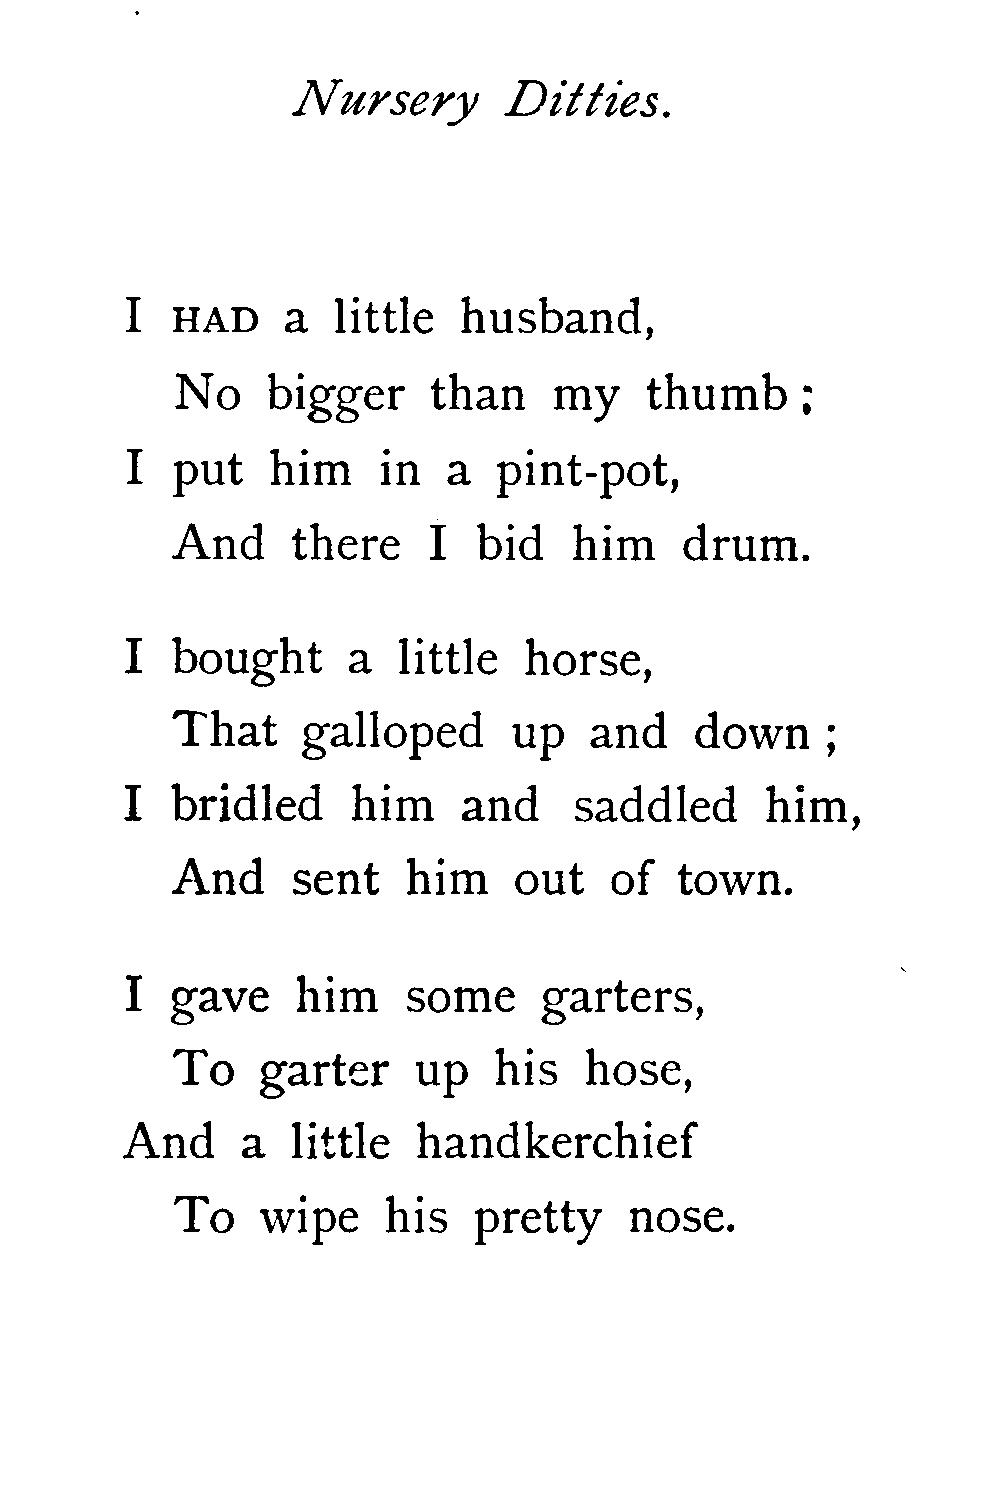 Nursery Ditties.
I HAD a little husband,
No bigger than my thumb ;
I put him in a pint-pot,
And there I bid him drum.
I bought a little horse,
That galloped up and down ;
I bridled him and saddled him,
And sent him out of town.
I gave him some garters,
To garter up his hose,
And a little handkerchief
To wipe his pretty nose.